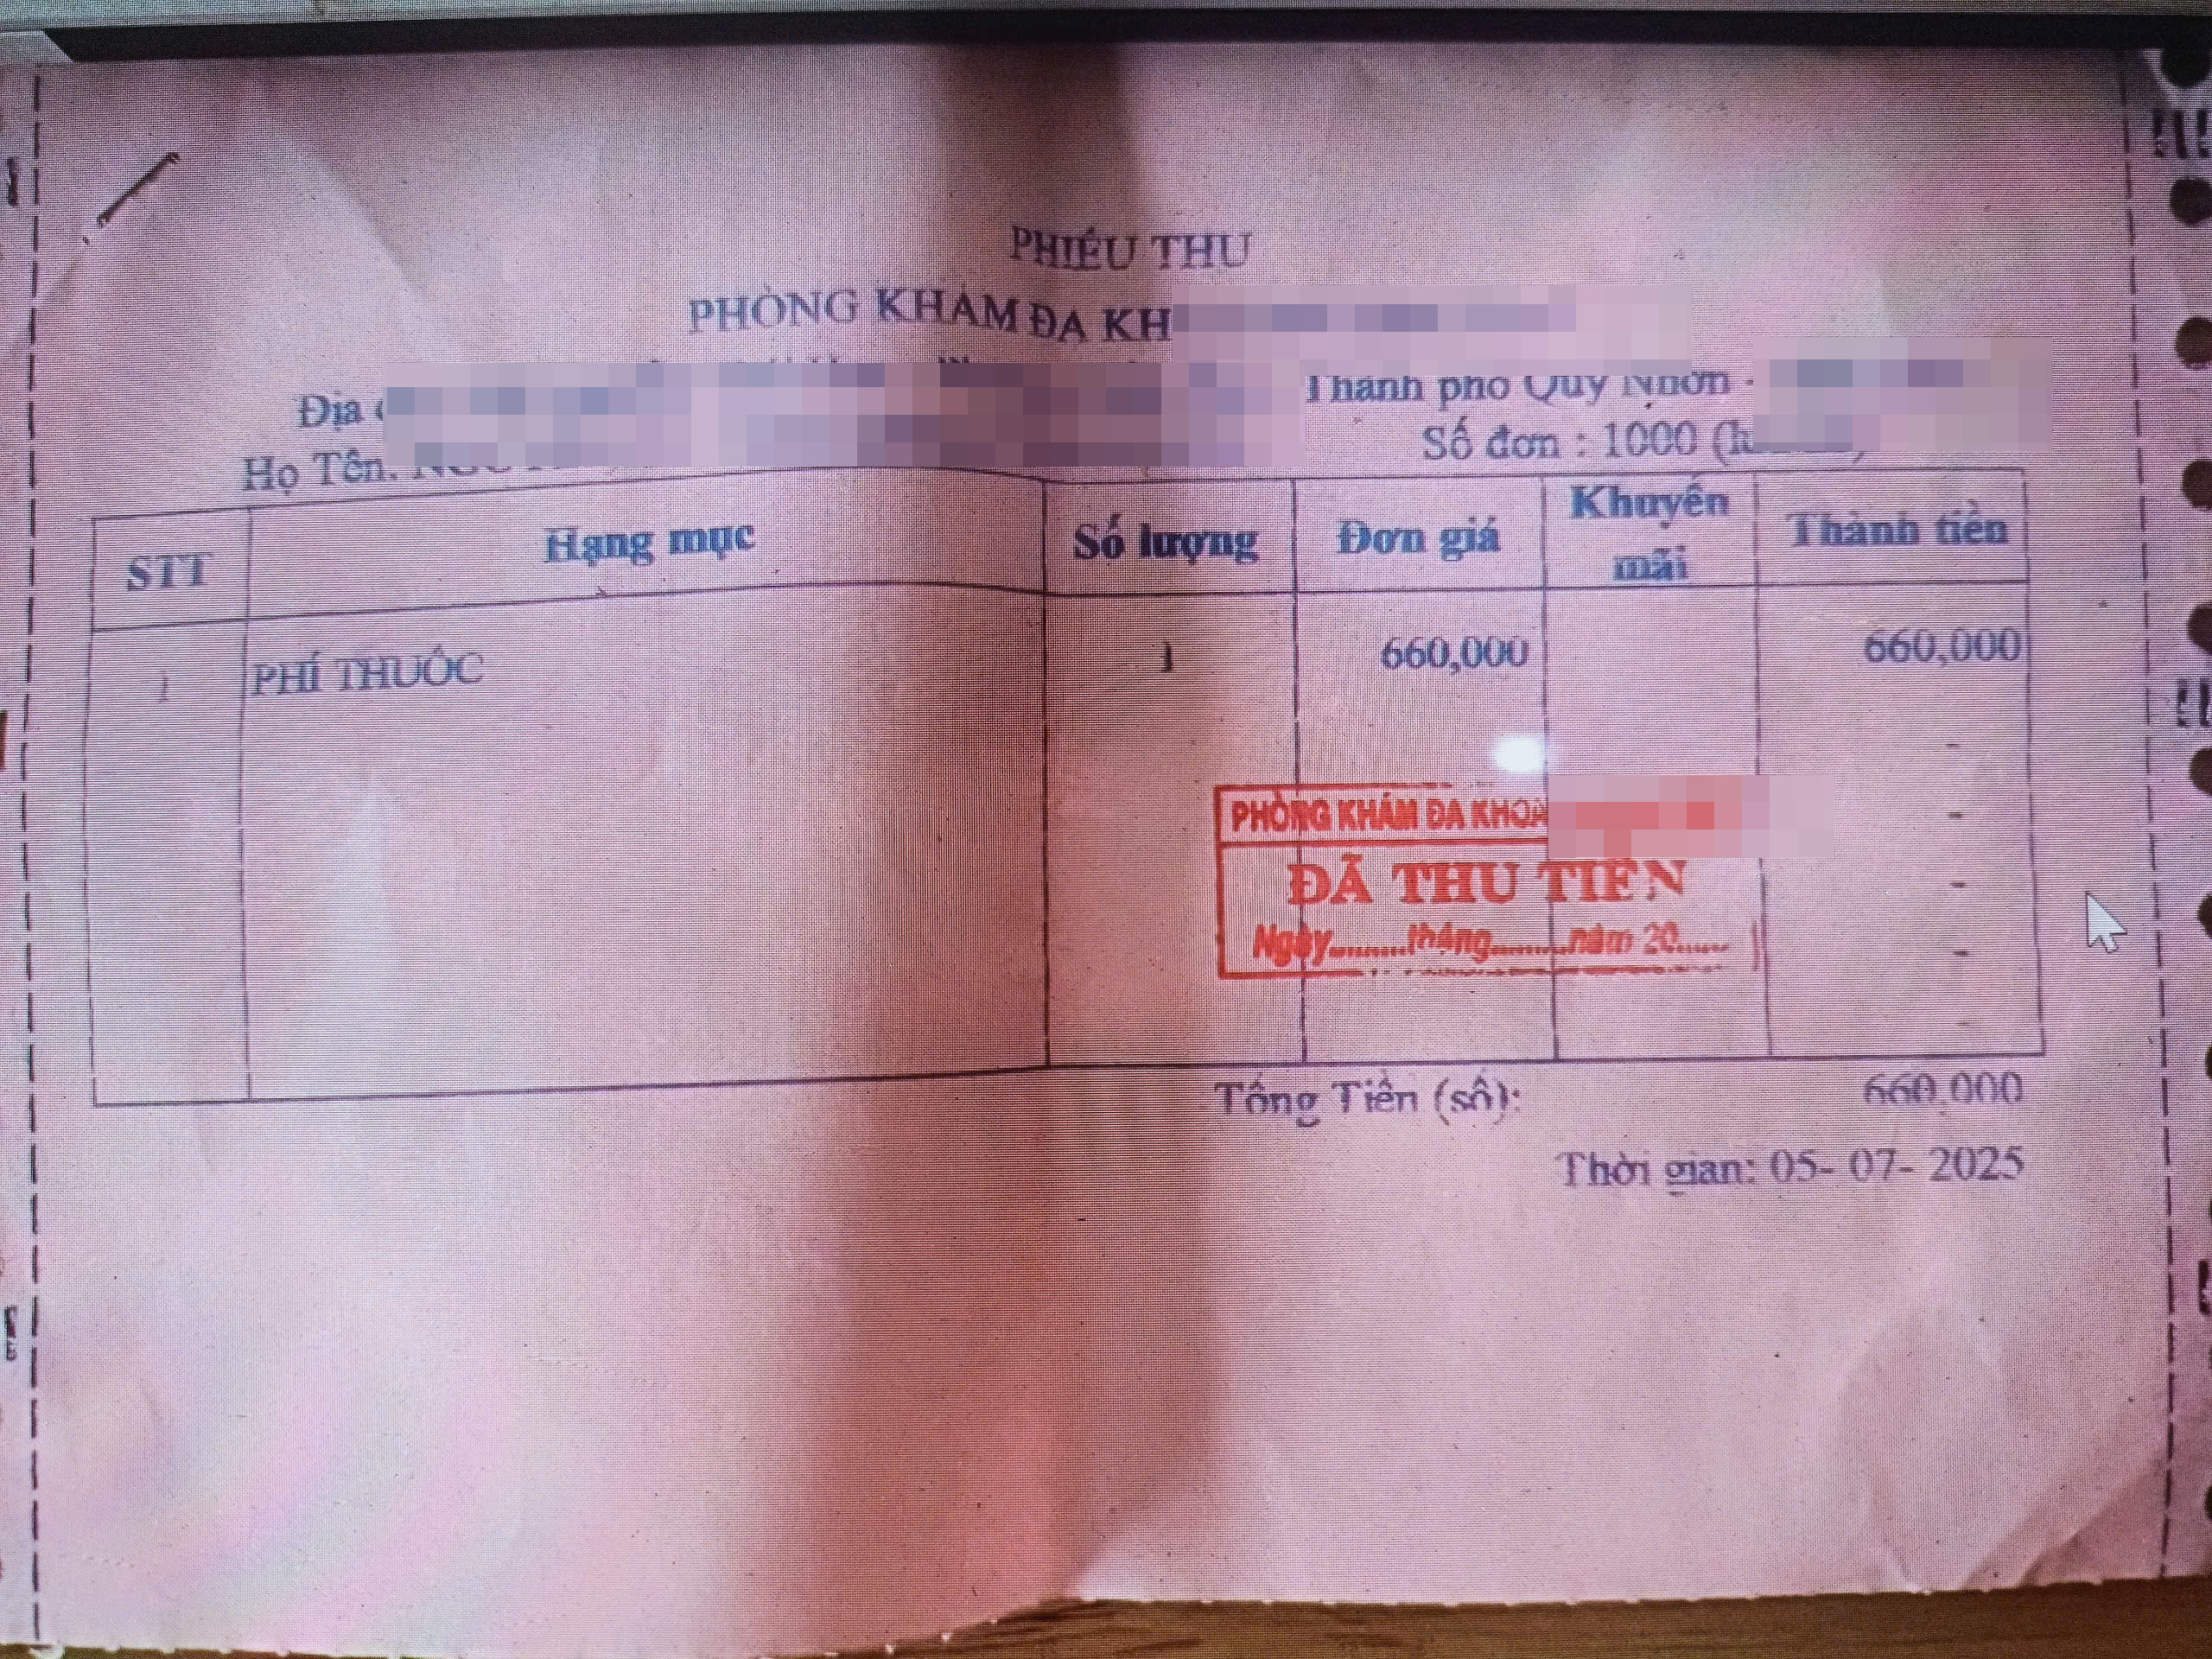 PHIẾU THU
PHÒNG KHÁM ĐA KH
Địa
Thành phố Quy Nhơn -
Số đơn : 1000
Họ Tên:
STT Hạng mục Số lượng Đơn giá Khuyến mãi Thành tiền
1 PHÍ THUỐC 1 660,000 660,000
-
PHÒNG KHÁM ĐA KHOA
-
ĐÃ THU TIỀN
-
Ngày.........tháng.........năm 20......
-
-
Tổng Tiền (số): 660,000
Thời gian: 05- 07- 2025